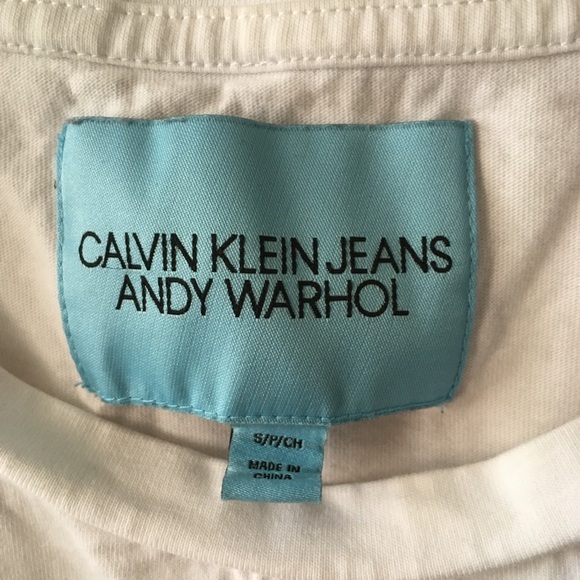 CALVIN KLEIN JEANS
ANDY WARHOL
S/P/CH
MADE IN
CHINA